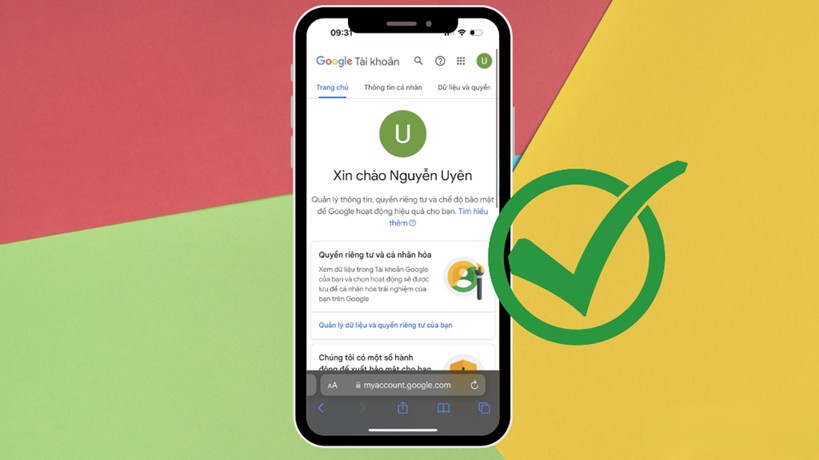 09:31
Google Tài khoản
U
Trang chủ Thông tin cá nhân Dữ liệu và quyền
U
Xin chào Nguyễn Uyên
Quản lý thông tin, quyền riêng tư và chế độ bảo mật
để Google hoạt động hiệu quả cho bạn. Tìm hiểu
thêm
Quyền riêng tư và cá nhân hóa
Xem dữ liệu trong Tài khoản Google
của bạn và chọn hoạt động sẽ được
lưu để cá nhân hóa trải nghiệm của
bạn trên Google
Quản lý dữ liệu và quyền riêng tư của bạn
Chúng tôi có một số hành
động đề xuất bảo mật cho bạn
AA myaccount.google.com